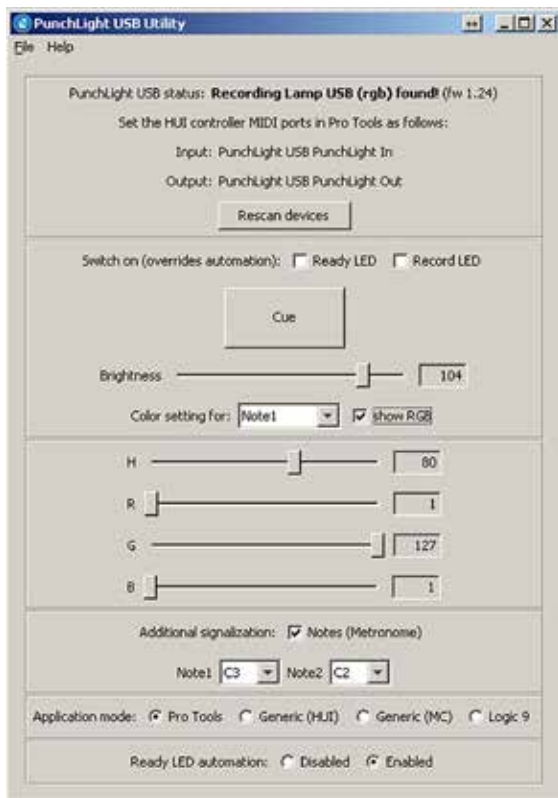 PunchLight USB Utility
File Help
PunchLight USB status: Recording Lamp USB (rgb) found! (fw 1.24)
Set the HUI controller MIDI ports in Pro Tools as follows:
Input: PunchLight USB PunchLight In
Output: PunchLight USB PunchLight Out
Rescan devices
Switch on (overrides automation): Ready LED Record LED
Cue
Brightness 104
Color setting for: Note1 show RGB
H 80
R 1
G 127
B 1
Additional signalization: Notes (Metronome)
Note1 C3 Note2 C2
Application mode: Pro Tools Generic (HUI) Generic (MC) Logic 9
Ready LED automation: Disabled Enabled